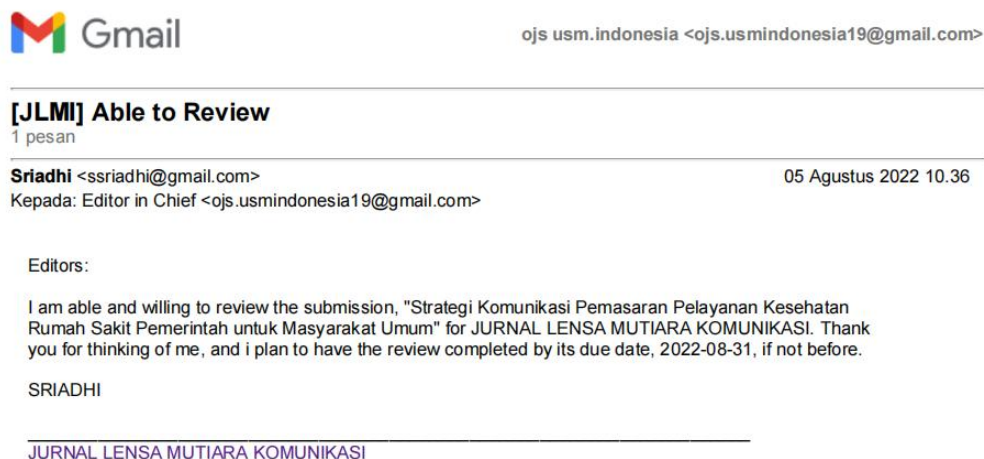 Gmail
ojs usm.indonesia <ojs.usmindonesia19@gmail.com>
[JLMI] Able to Review
1 pesan
Sriadhi <ssriadhi@gmail.com>
05 Agustus 2022 10.36
Kepada: Editor in Chief <ojs.usmindonesia19@gmail.com>
Editors:
I am able and willing to review the submission, "Strategi Komunikasi Pemasaran Pelayanan Kesehatan
Rumah Sakit Pemerintah untuk Masyarakat Umum" for JURNAL LENSA MUTIARA KOMUNIKASI. Thank
you for thinking of me, and i plan to have the review completed by its due date, 2022-08-31, if not before.
SRIADHI
JURNAL LENSA MUTIARA KOMUNIKASI